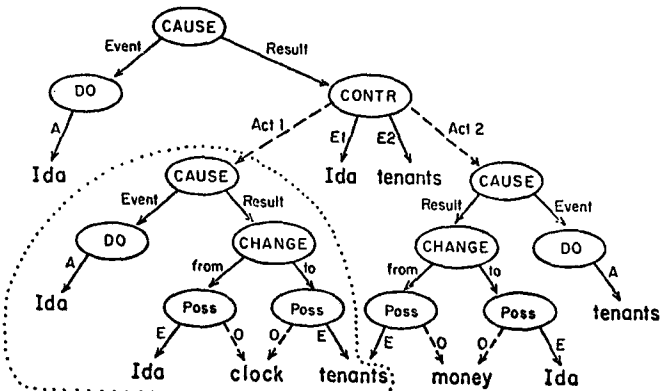 CAUSE
Event Result
DO CONTR
A Act 1 E1 E2 Act 2
Ida CAUSE Ida tenants CAUSE
Event Result Result Event
DO CHANGE CHANGE DO
A from to from to A
Ida Poss Poss Poss Poss tenants
E O O E E O O E
Ida clock tenants money Ida